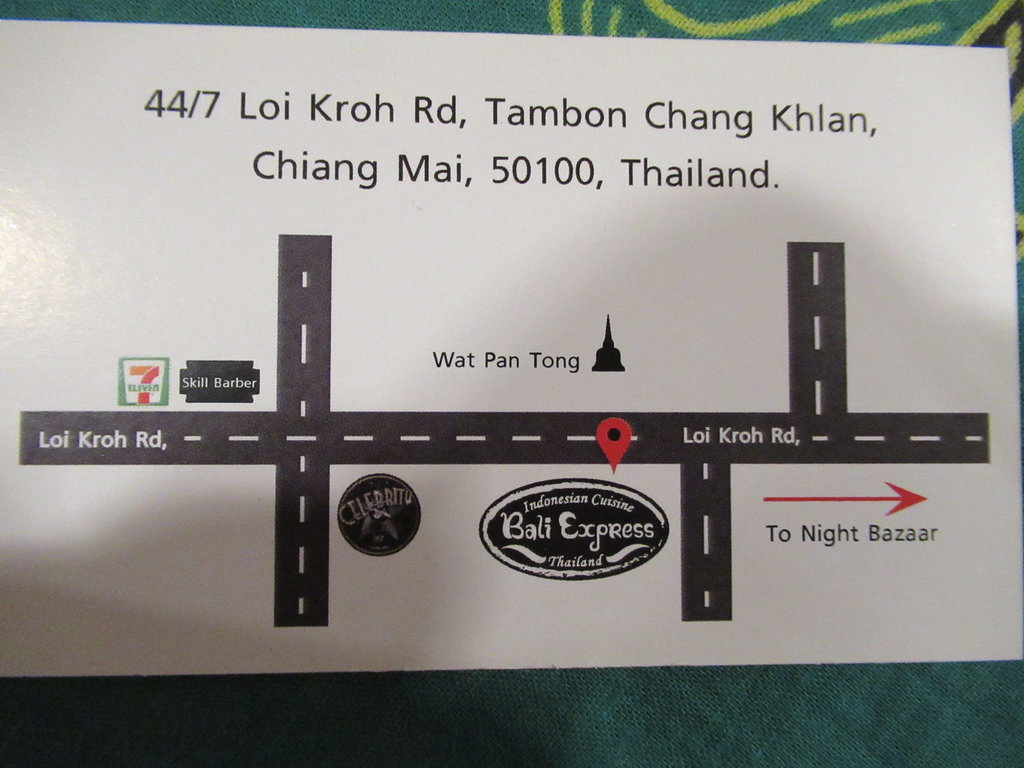 44/7 Loi Kroh Rd, Tambon Chang Khlan,
Chiang Mai, 50100, Thailand.
Wat Pan Tong
7
ELEVEN
Skill Barber
Loi Kroh Rd,
Loi Kroh Rd,
CELEBRITY
Indonesian Cuisine
Bali Express
Thailand
To Night Bazaar